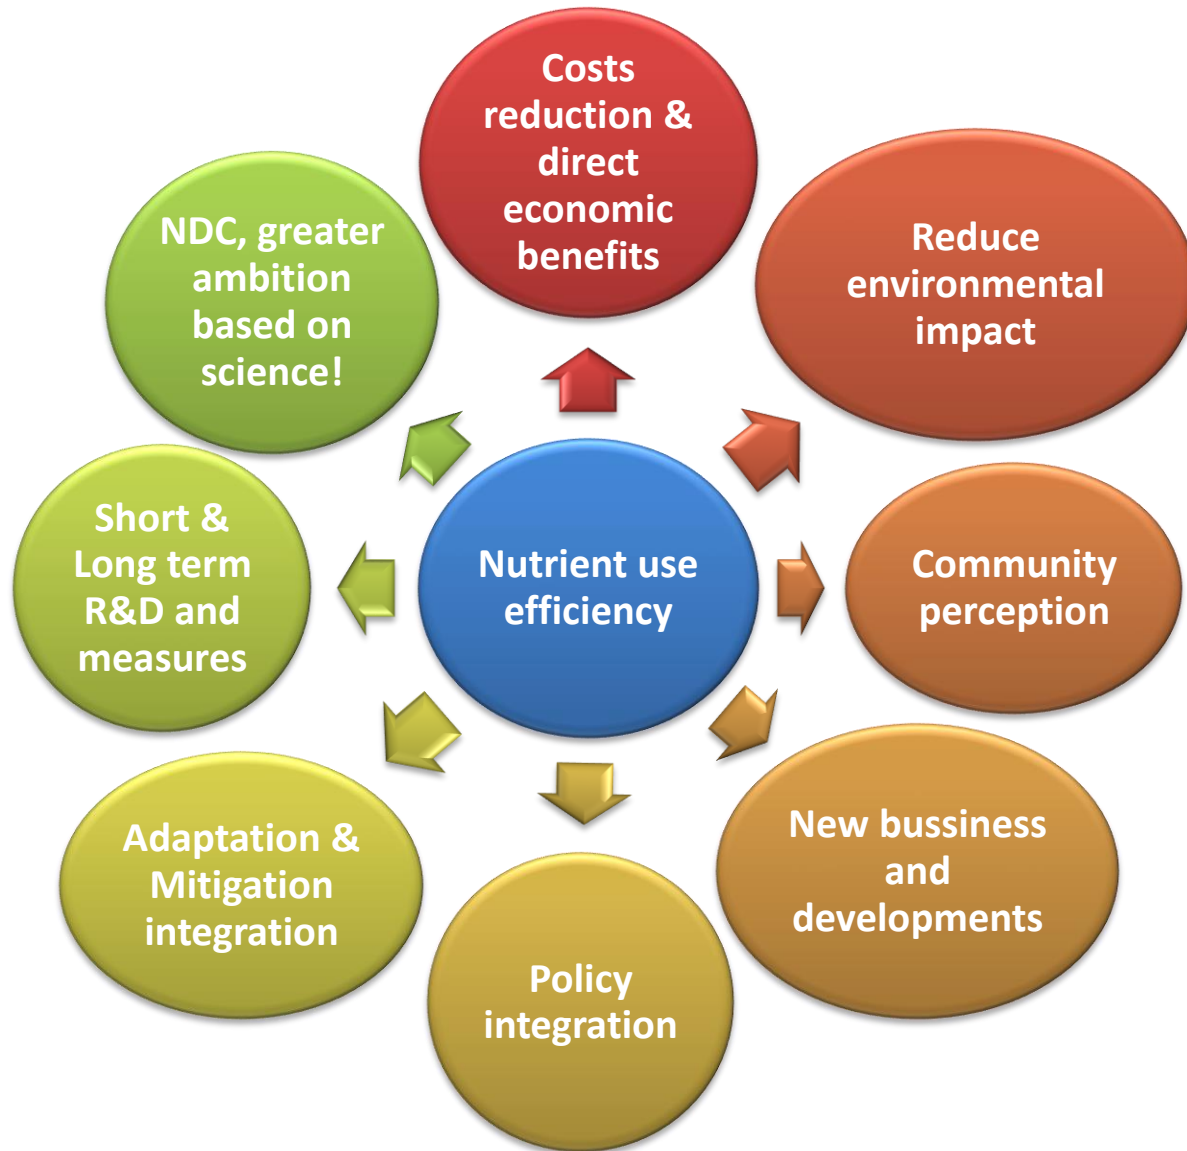 Costs
reduction &
direct
economic
benefits
Reduce
environmental
impact
Community
perception
New bussiness
and
developments
Policy
integration
Adaptation &
Mitigation
integration
Short &
Long term
R&D and
measures
NDC, greater
ambition
based on
science!
Nutrient use
efficiency